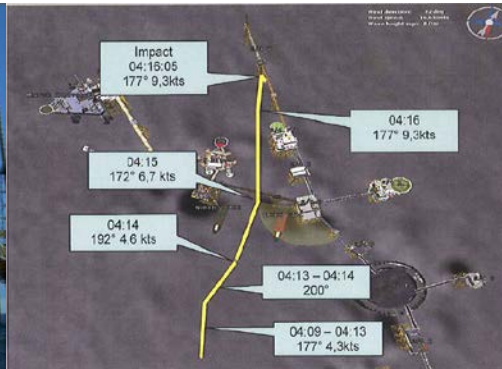 Impact
04:16:05
177° 9,3kts
04:16
177° 9,3kts
04:15
172° 6,7 kts
04:14
192° 4,6 kts
04:13 – 04:14
200°
04:09 – 04:13
177° 4,3kts